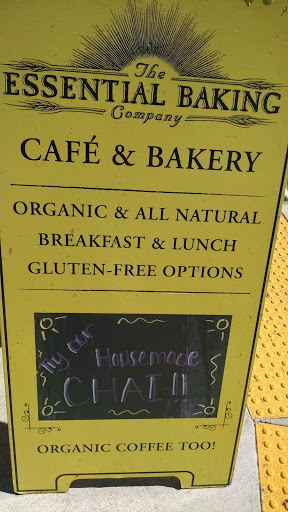 The
ESSENTIAL BAKING
Company
CAFÉ & BAKERY
ORGANIC & ALL NATURAL
BREAKFAST & LUNCH
GLUTEN-FREE OPTIONS
Try our
Housemade
CHAI!!
ORGANIC COFFEE TOO!